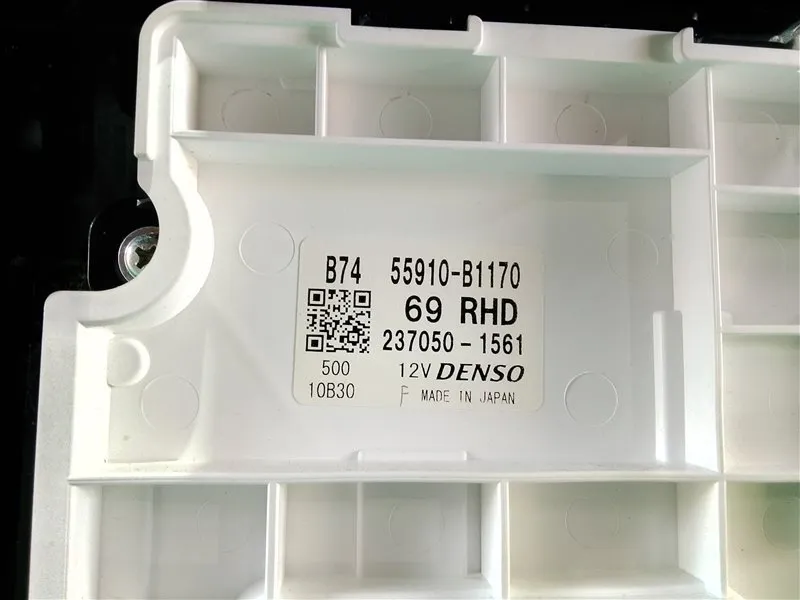 B74 55910-B1170
69 RHD
237050-1561
500 12V DENSO
10B30 F MADE IN JAPAN